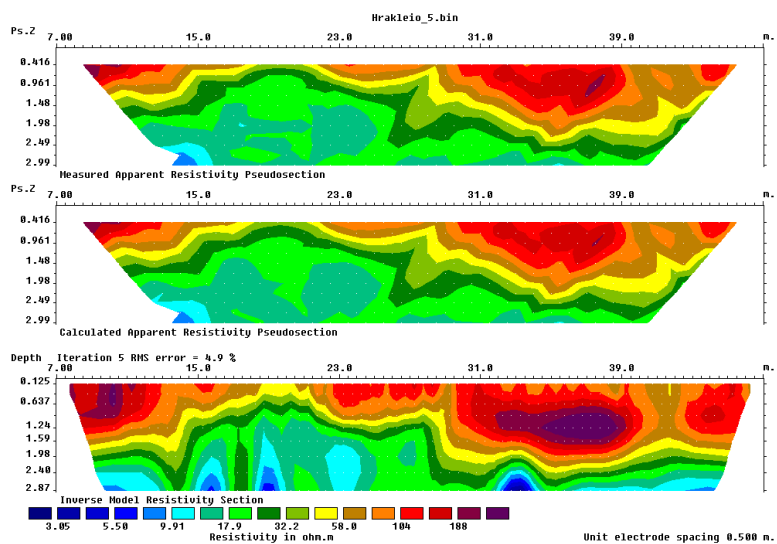 Hrakleio_5.bin
Ps.Z 7.00 15.0 23.0 31.0 39.0 m.
0.416
0.961
1.48
1.98
2.49
2.99
Measured Apparent Resistivity Pseudosection
Ps.Z 7.00 15.0 23.0 31.0 39.0 m.
0.416
0.961
1.48
1.98
2.49
2.99
Calculated Apparent Resistivity Pseudosection
Depth Iteration 5 RMS error = 4.9 %
7.00 15.0 23.0 31.0 39.0 m.
0.125
0.637
1.24
1.59
1.98
2.40
2.87
Inverse Model Resistivity Section
3.05 5.50 9.91 17.9 32.2 58.0 104 188
Resistivity in ohm.m Unit electrode spacing 0.500 m.